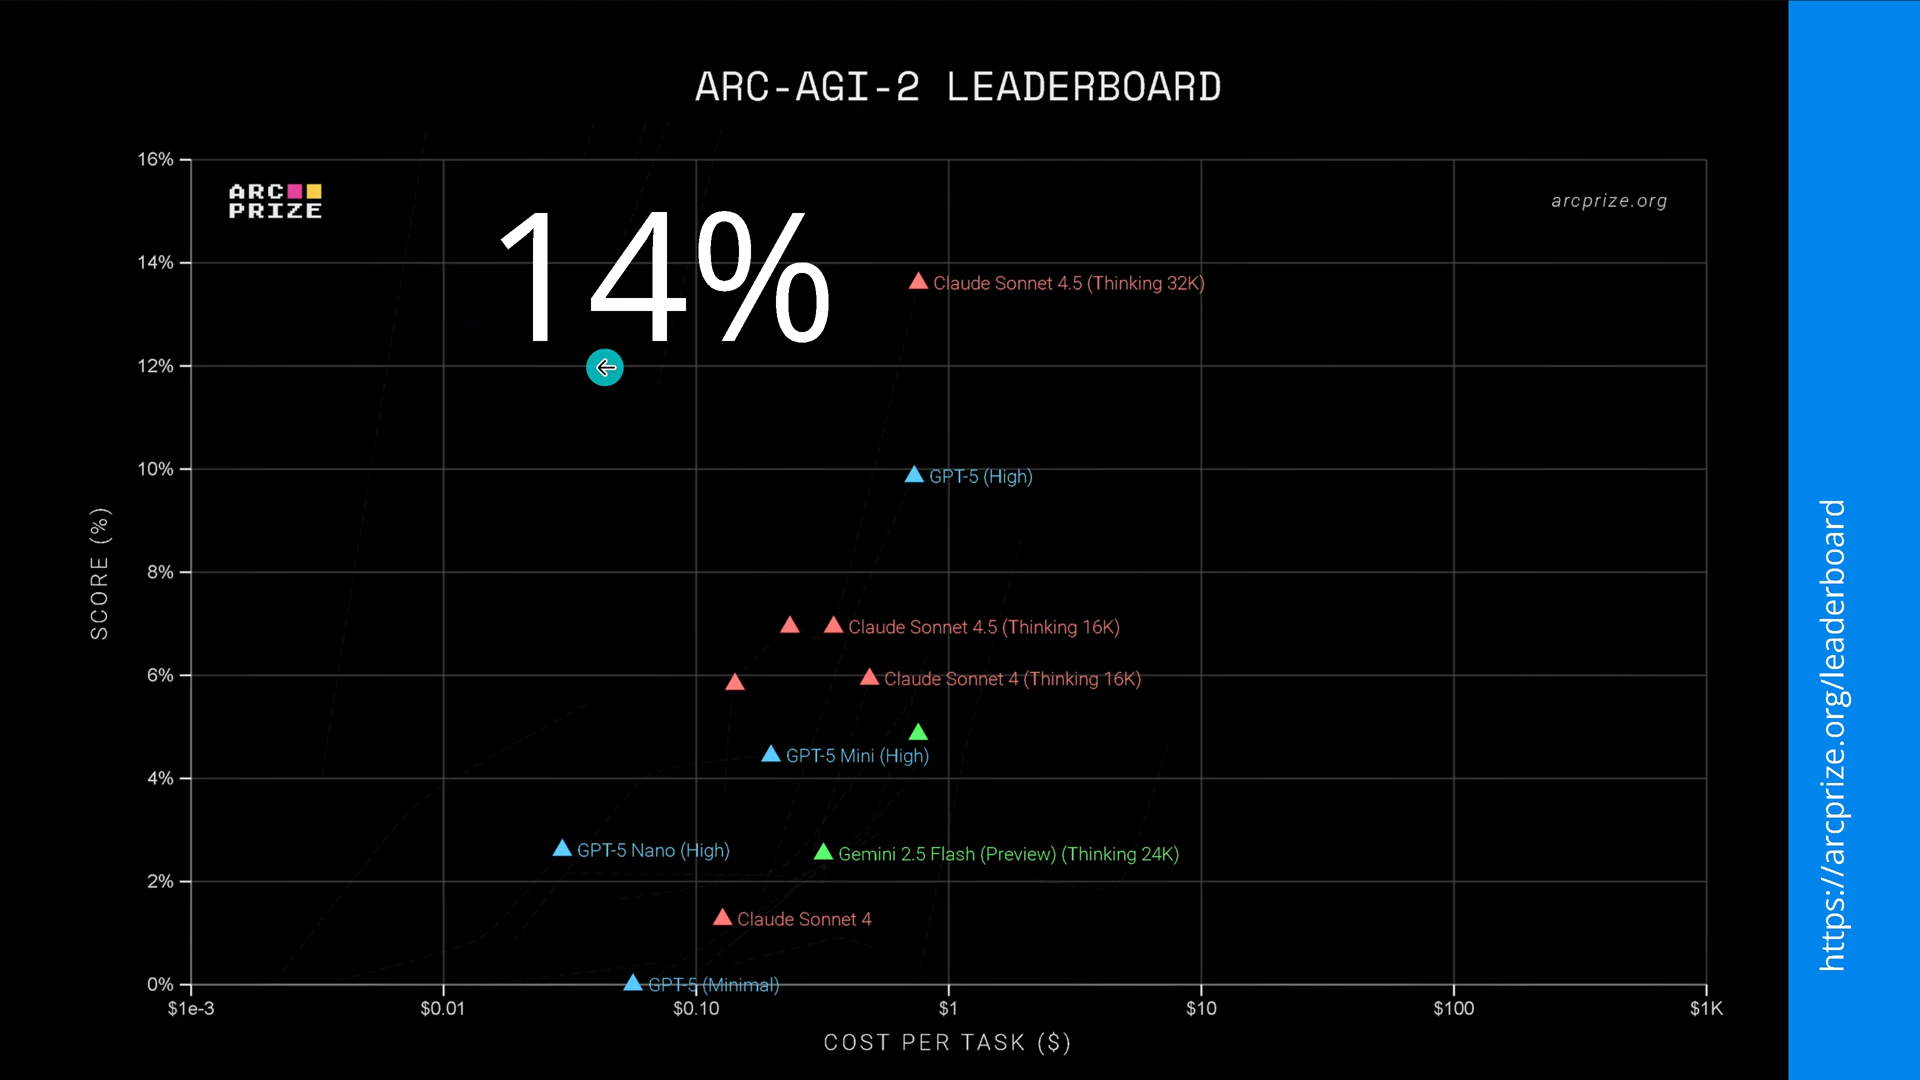 ARC-AGI-2 LEADERBOARD
16%
ARC
PRIZE
arcprize.org
14%
14%
Claude Sonnet 4.5 (Thinking 32K)
12%
10%
GPT-5 (High)
SCORE (%)
8%
Claude Sonnet 4.5 (Thinking 16K)
6%
Claude Sonnet 4 (Thinking 16K)
GPT-5 Mini (High)
4%
GPT-5 Nano (High)
Gemini 2.5 Flash (Preview) (Thinking 24K)
2%
Claude Sonnet 4
0%
GPT-5 (Minimal)
$1e-3
$0.01
$0.10
$1
$10
$100
$1K
COST PER TASK ($)
https://arcprize.org/leaderboard